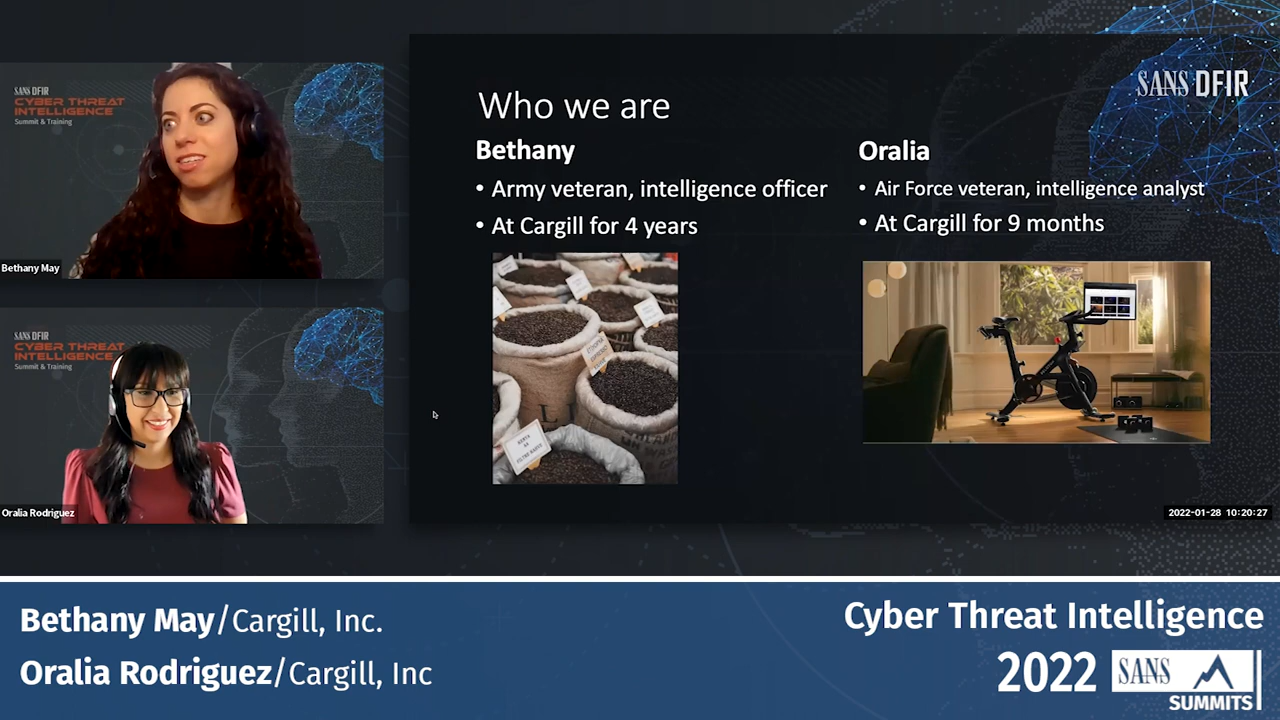 SANS DFIR
CYBER THREAT
INTELLIGENCE
Summit & Training
Bethany May
SANS DFIR
CYBER THREAT
INTELLIGENCE
Summit & Training
Oralia Rodriguez
SANS DFIR
Who we are
Bethany
• Army veteran, intelligence officer
• At Cargill for 4 years
Oralia
• Air Force veteran, intelligence analyst
• At Cargill for 9 months
2022-01-28 10:20:27
Bethany May/Cargill, Inc.
Oralia Rodriguez/Cargill, Inc
Cyber Threat Intelligence
2022
SANS
SUMMITS